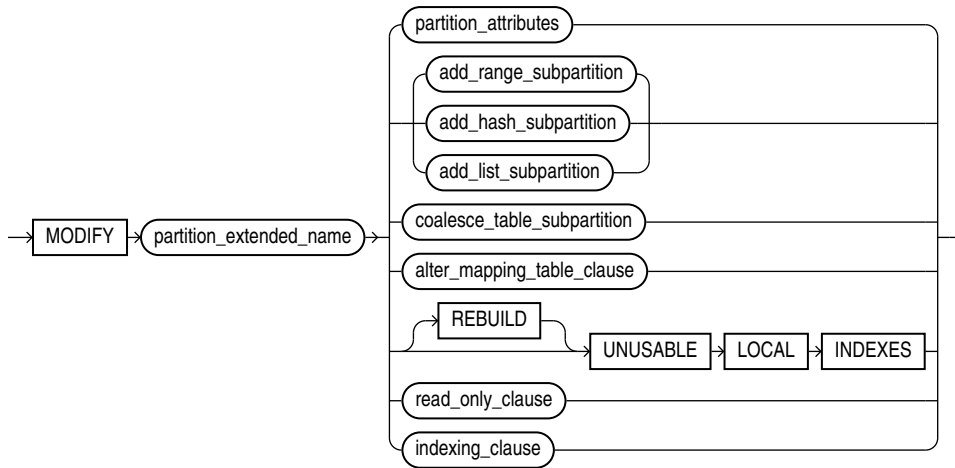 partition_attributes
add_range_subpartition
add_hash_subpartition
add_list_subpartition
coalesce_table_subpartition
MODIFY partition_extended_name
alter_mapping_table_clause
REBUILD
UNUSABLE LOCAL INDEXES
read_only_clause
indexing_clause